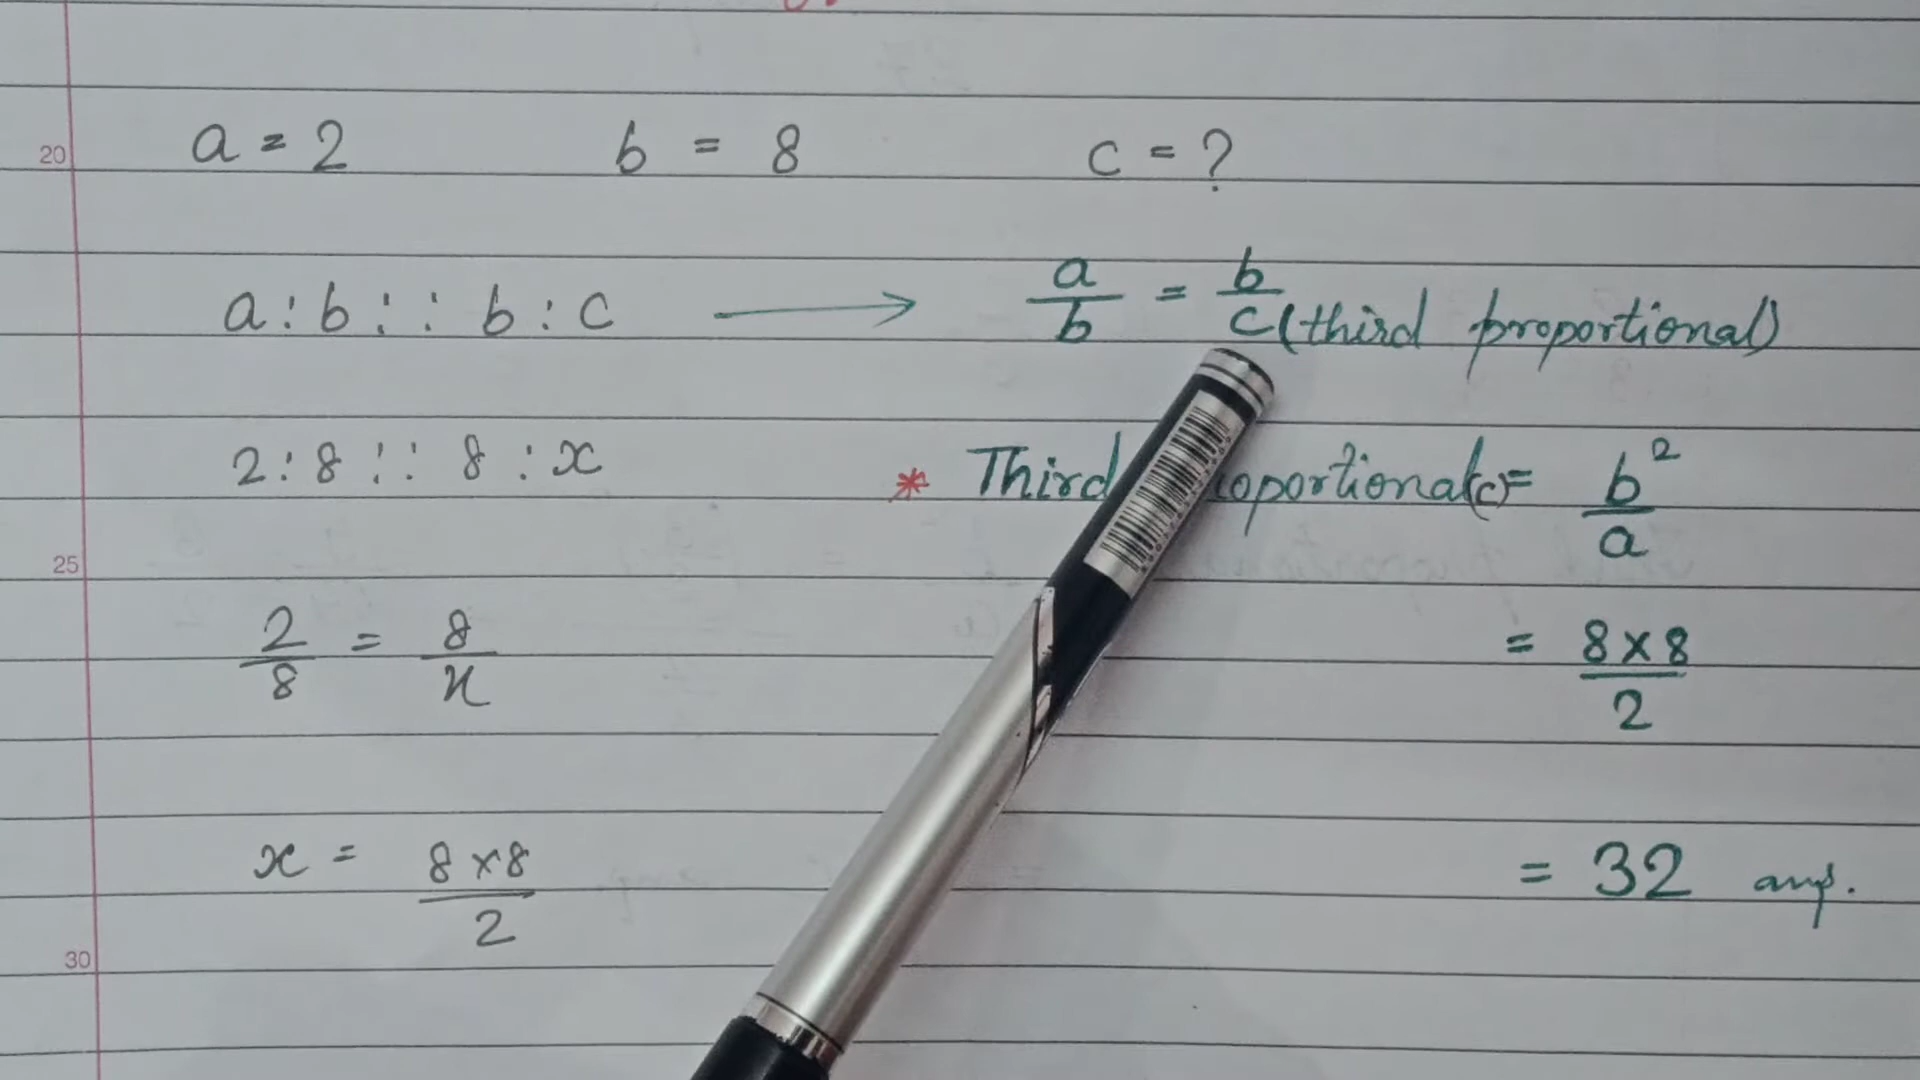 a = 2 b = 8 c = ?
20
a : b : : b : c → a/b = b/c (third proportional)
2 : 8 : : 8 : x
* Third oportional(c) = b²/a
25
2/8 = 8/x
= 8 × 8/2
x = 8 × 8/2
= 32 ans.
30